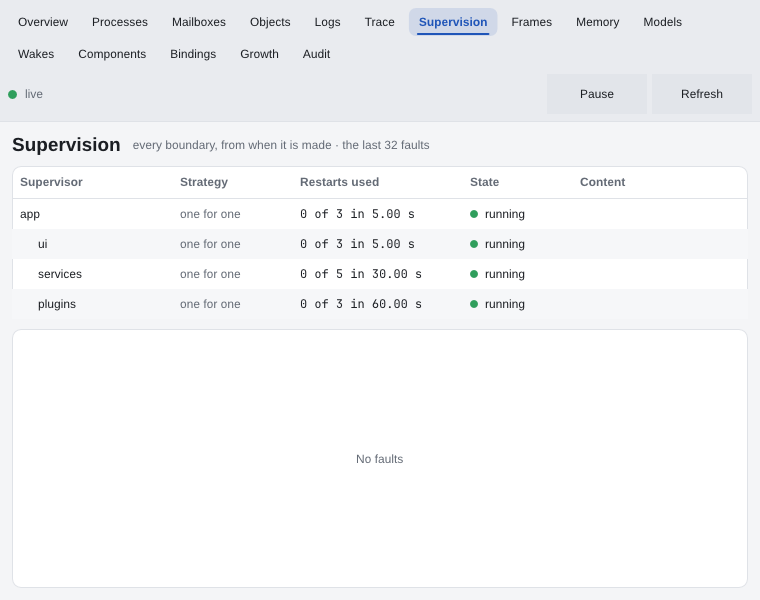 Overview Processes Mailboxes Objects Logs Trace Supervision Frames Memory Models
Wakes Components Bindings Growth Audit
live Pause Refresh
Supervision every boundary, from when it is made · the last 32 faults
Supervisor Strategy Restarts used State Content
app one for one 0 of 3 in 5.00 s running
ui one for one 0 of 3 in 5.00 s running
services one for one 0 of 5 in 30.00 s running
plugins one for one 0 of 3 in 60.00 s running
No faults